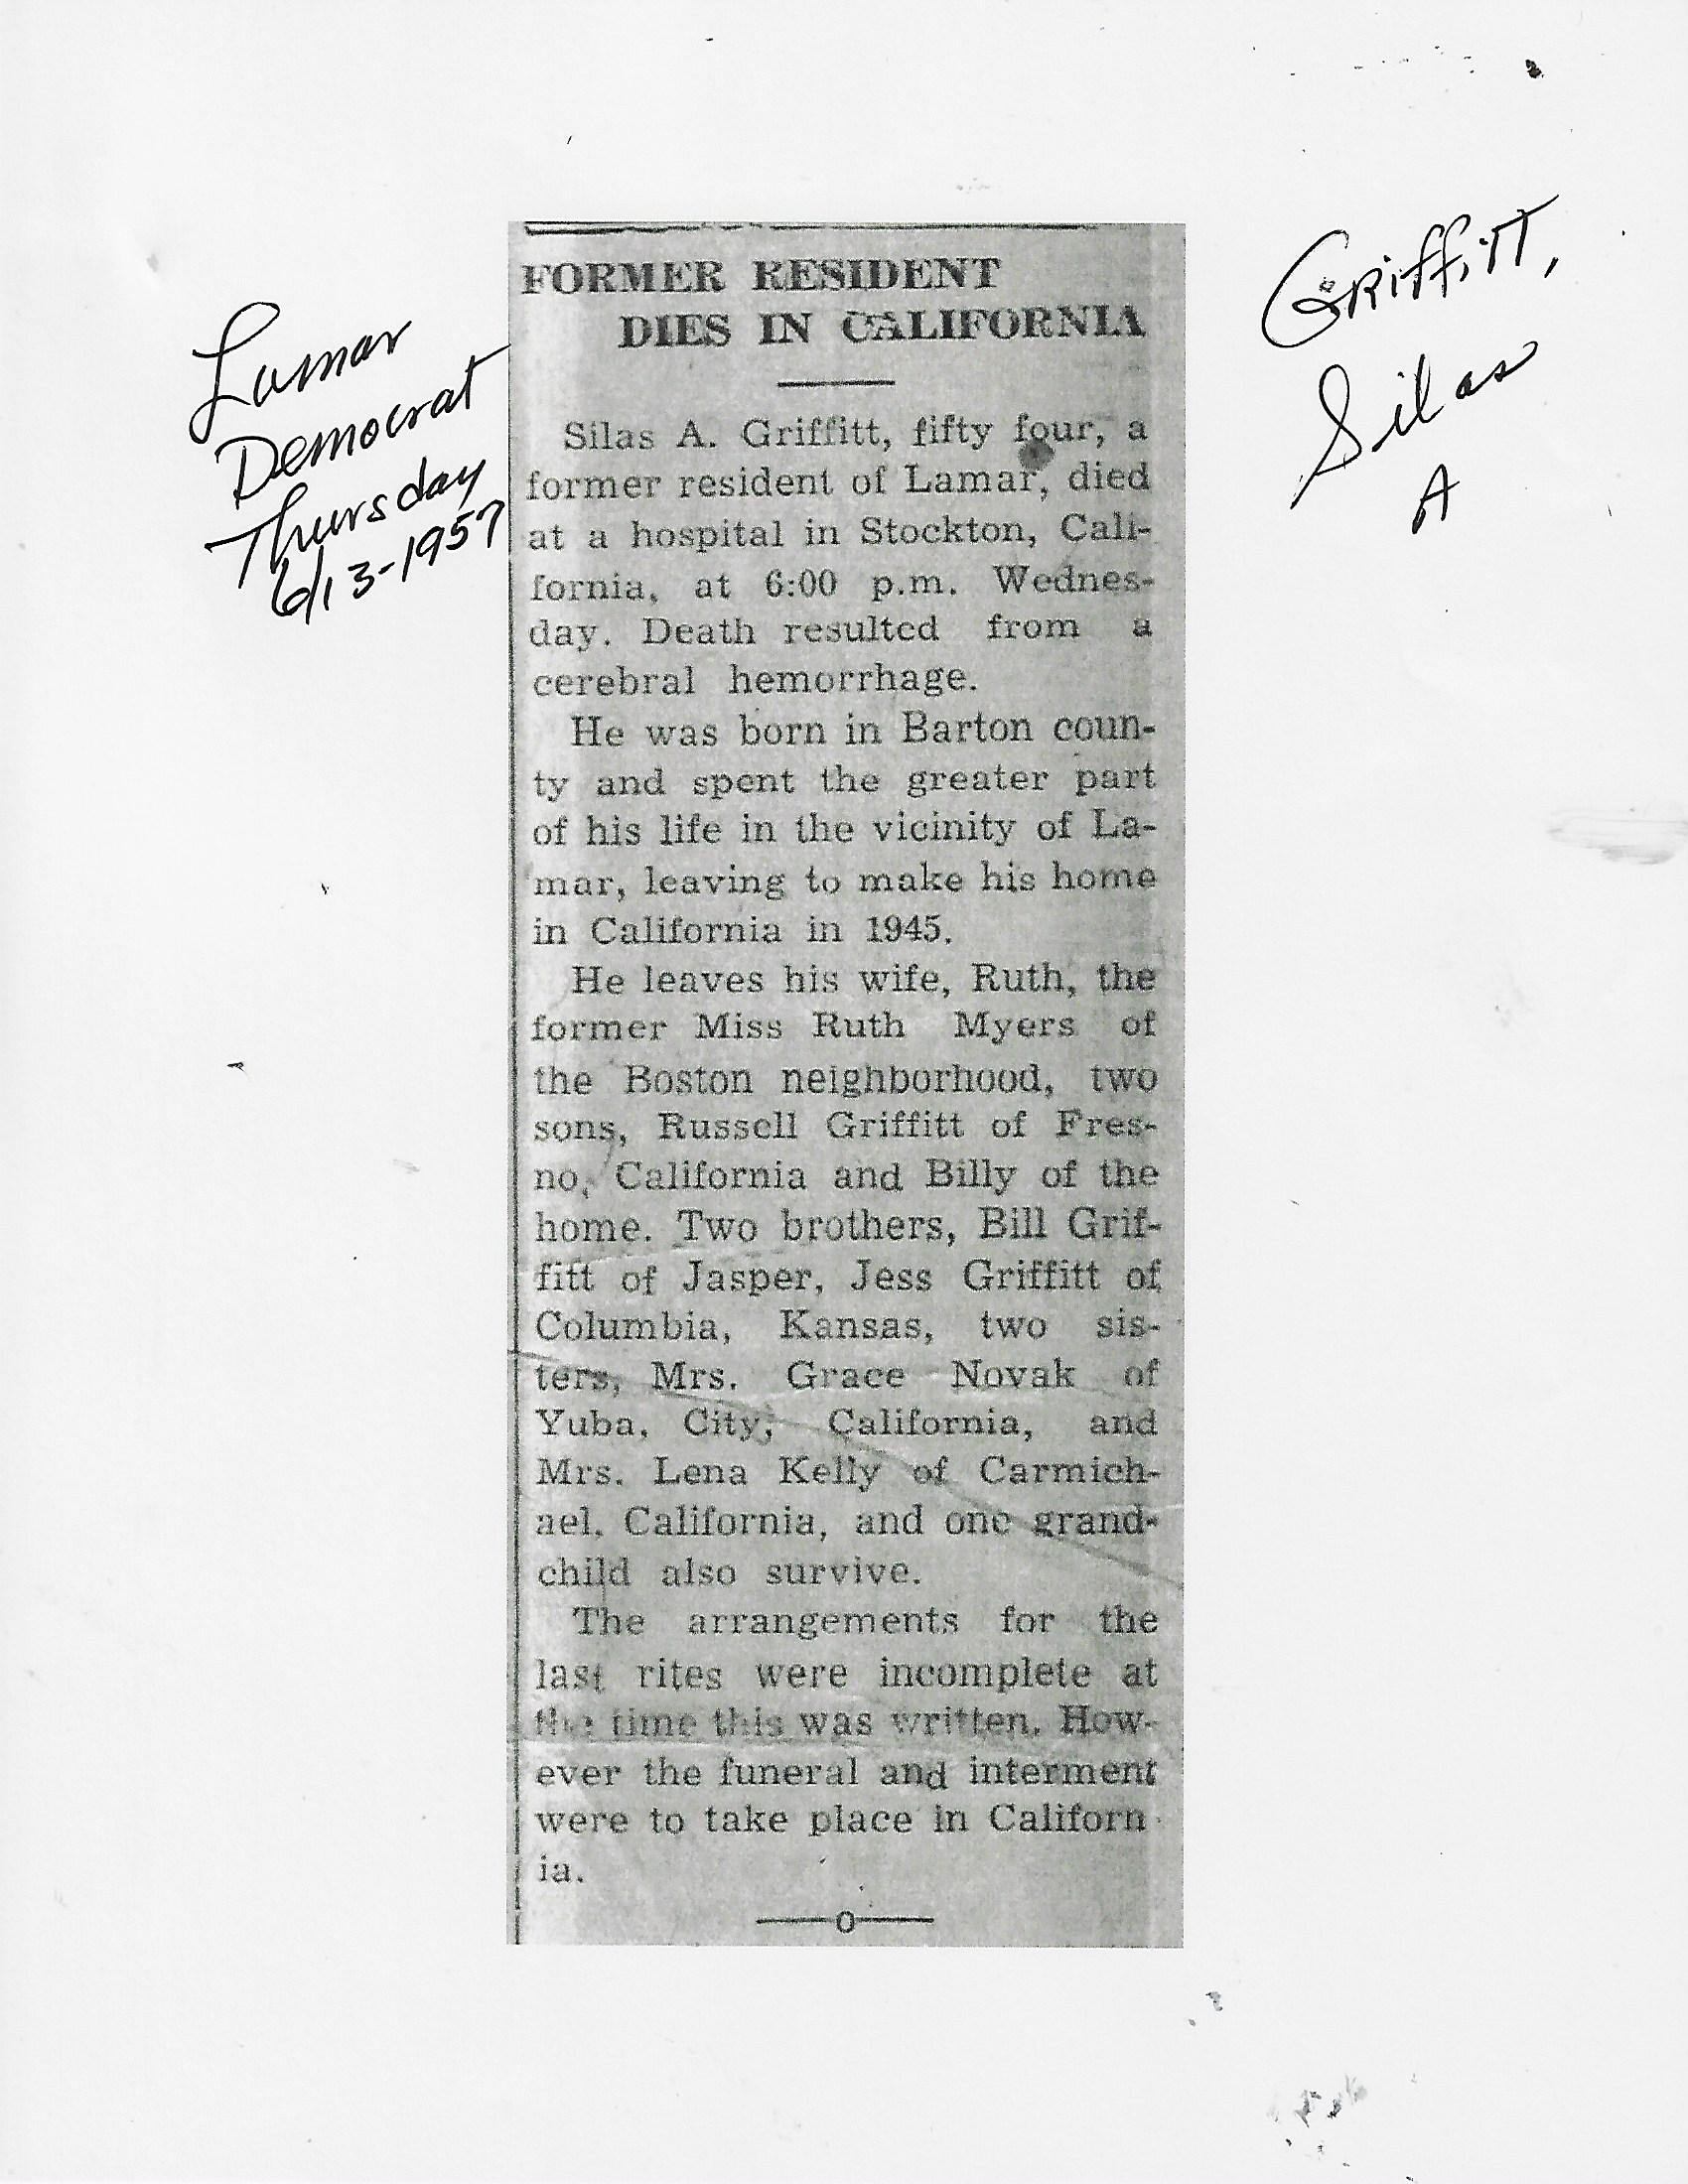 Lamar
Democrat
Thursday
6/13-1957
Griffitt,
Silas
A
FORMER RESIDENT
DIES IN CALIFORNIA
Silas A. Griffitt, fifty four, a
former resident of Lamar, died
at a hospital in Stockton, Cali-
fornia, at 6:00 p.m. Wednes-
day. Death resulted from a
cerebral hemorrhage.
He was born in Barton coun-
ty and spent the greater part
of his life in the vicinity of La-
mar, leaving to make his home
in California in 1945.
He leaves his wife, Ruth, the
former Miss Ruth Myers of
the Boston neighborhood, two
sons, Russell Griffitt of Fres-
no, California and Billy of the
home. Two brothers, Bill Grif-
fitt of Jasper, Jess Griffitt of
Columbia, Kansas, two sis-
ters, Mrs. Grace Novak of
Yuba, City, California, and
Mrs. Lena Kelly of Carmich-
ael, California, and one grand-
child also survive.
The arrangements for the
last rites were incomplete at
the time this was written. How-
ever the funeral and interment
were to take place in Californ
ia.
o